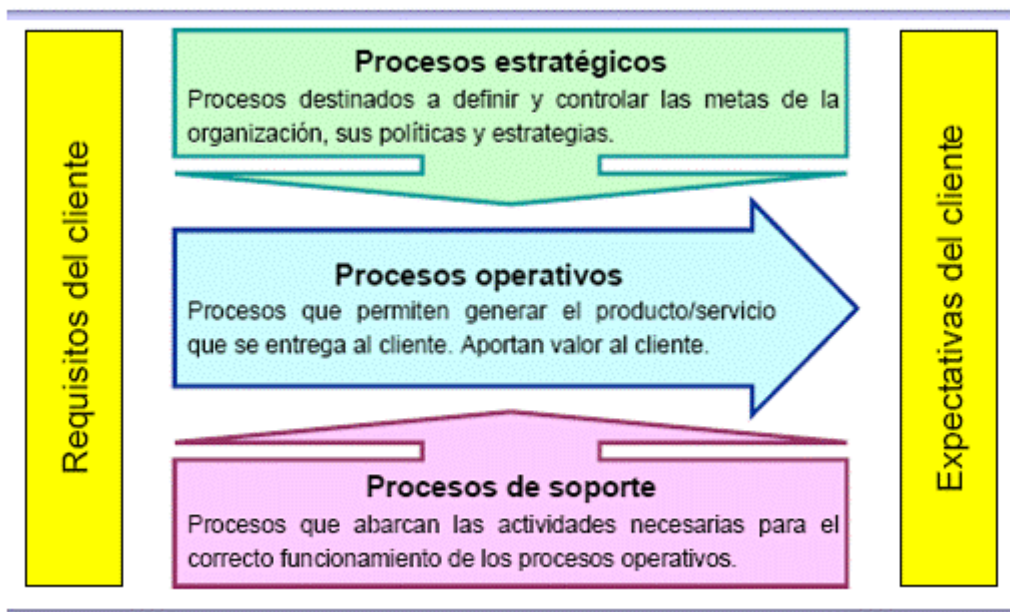 Requisitos del cliente
Procesos estratégicos
Procesos destinados a definir y controlar las metas de la
organización, sus políticas y estrategias.
Procesos operativos
Procesos que permiten generar el producto/servicio
que se entrega al cliente. Aportan valor al cliente.
Procesos de soporte
Procesos que abarcan las actividades necesarias para el
correcto funcionamiento de los procesos operativos.
Expectativas del cliente